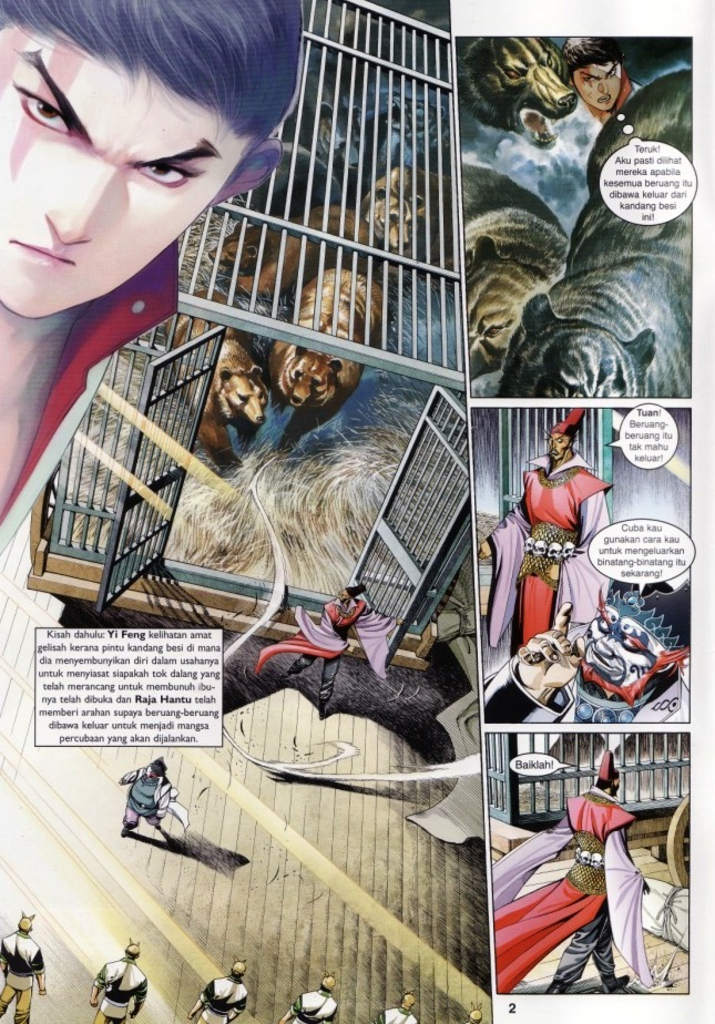 Kisah dahulu: Yi Feng kelihatan amat
gelisah kerana pintu kandang besi di mana
dia menyembunyikan diri dalam usahanya
untuk menyiasat siapakah tok dalang yang
telah merancang untuk membunuh ibu-
nya telah dibuka dan Raja Hantu telah
memberi arahan supaya beruang-beruang
dibawa keluar untuk menjadi mangsa
percubaan yang akan dijalankan.
Teruk!
Aku pasti dilihat
mereka apabila
kesemua beruang itu
dibawa keluar dari
kandang besi
ini!
Tuan!
Beruang-
beruang itu
tak mahu
keluar!
Cuba kau
gunakan cara kau
untuk mengeluarkan
binatang-binatang itu
sekarang!
Baiklah!
2